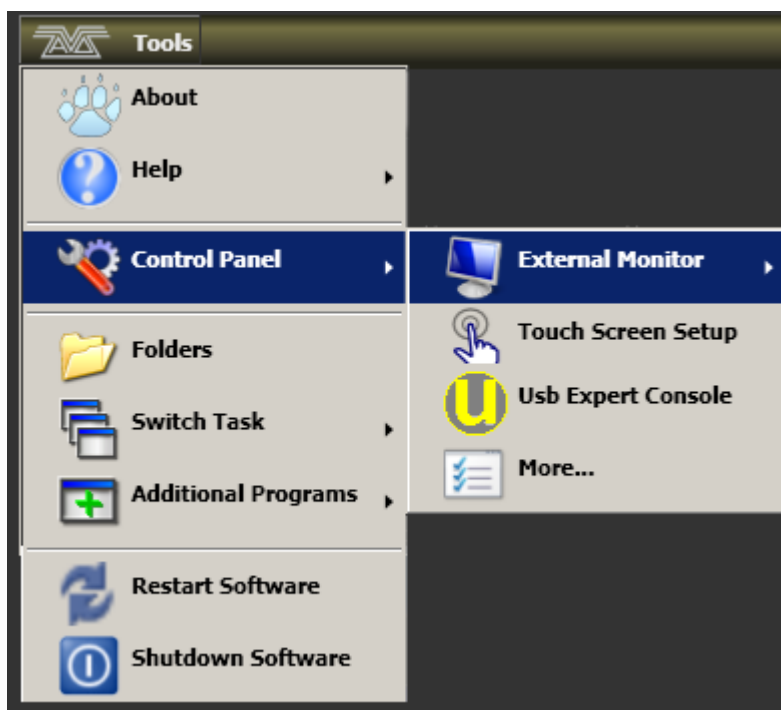 Tools
About
Help
Control Panel
Folders
Switch Task
Additional Programs
Restart Software
Shutdown Software
External Monitor
Touch Screen Setup
Usb Expert Console
More...